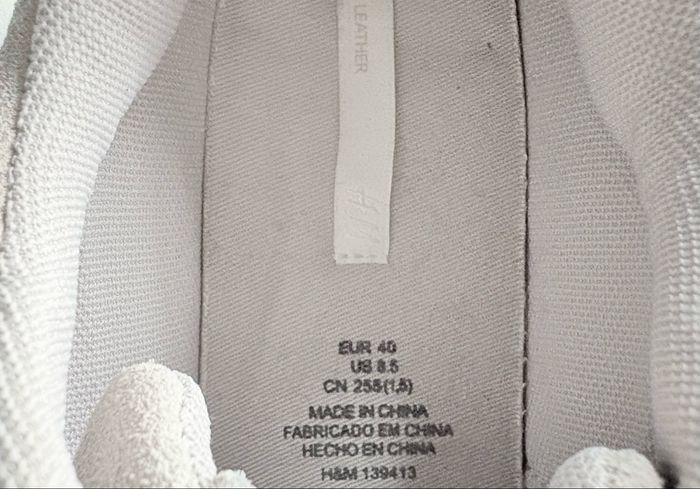 LEATHER
H&M
EUR 40
US 8.5
CN 255(1,5)
MADE IN CHINA
FABRICADO EM CHINA
HECHO EN CHINA
H&M 139413